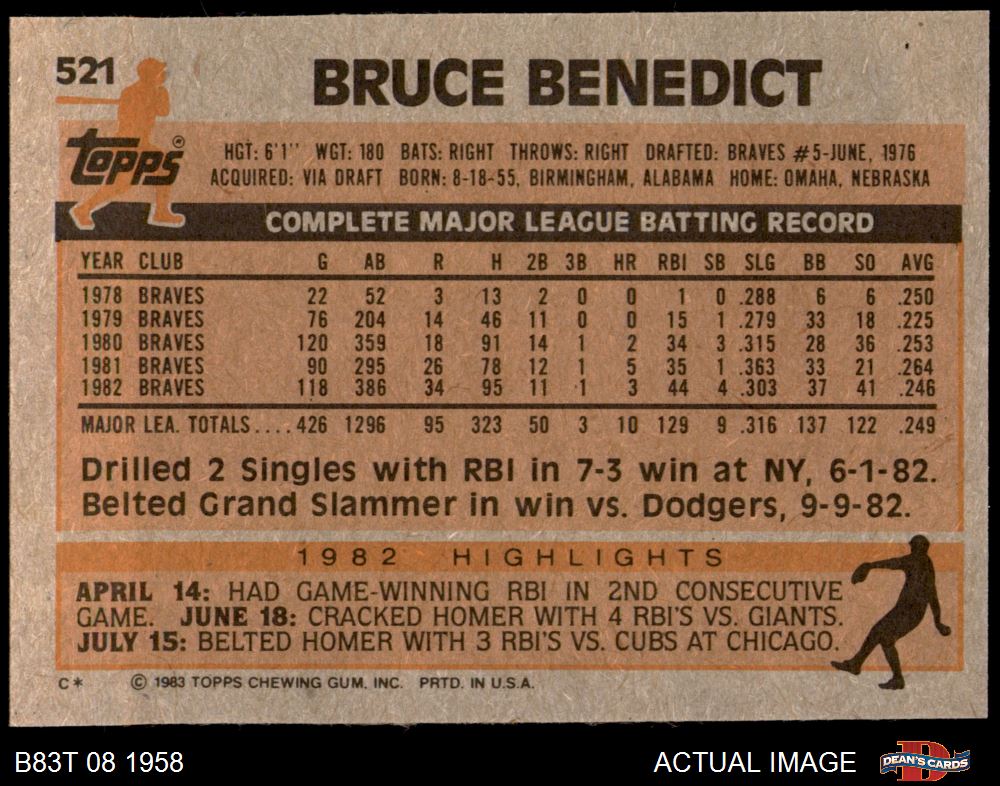 521
BRUCE BENEDICT
topps®
HGT: 6'1'' WGT: 180 BATS: RIGHT THROWS: RIGHT DRAFTED: BRAVES #5-JUNE, 1976
ACQUIRED: VIA DRAFT BORN: 8-18-55, BIRMINGHAM, ALABAMA HOME: OMAHA, NEBRASKA
COMPLETE MAJOR LEAGUE BATTING RECORD
YEAR CLUB G AB R H 2B 3B HR RBI SB SLG BB SO AVG
1978 BRAVES 22 52 3 13 2 0 0 1 0 .288 6 6 .250
1979 BRAVES 76 204 14 46 11 0 0 15 1 .279 33 18 .225
1980 BRAVES 120 359 18 91 14 1 2 34 3 .315 28 36 .253
1981 BRAVES 90 295 26 78 12 1 5 35 1 .363 33 21 .264
1982 BRAVES 118 386 34 95 11 1 3 44 4 .303 37 41 .246
MAJOR LEA. TOTALS....426 1296 95 323 50 3 10 129 9 .316 137 122 .249
Drilled 2 Singles with RBI in 7-3 win at NY, 6-1-82.
Belted Grand Slammer in win vs. Dodgers, 9-9-82.
1982 HIGHLIGHTS
APRIL 14: HAD GAME-WINNING RBI IN 2ND CONSECUTIVE
GAME. JUNE 18: CRACKED HOMER WITH 4 RBI'S VS. GIANTS.
JULY 15: BELTED HOMER WITH 3 RBI'S VS. CUBS AT CHICAGO.
C* © 1983 TOPPS CHEWING GUM, INC. PRTD. IN U.S.A.
B83T 08 1958
ACTUAL IMAGE
D
DEAN'S CARDS